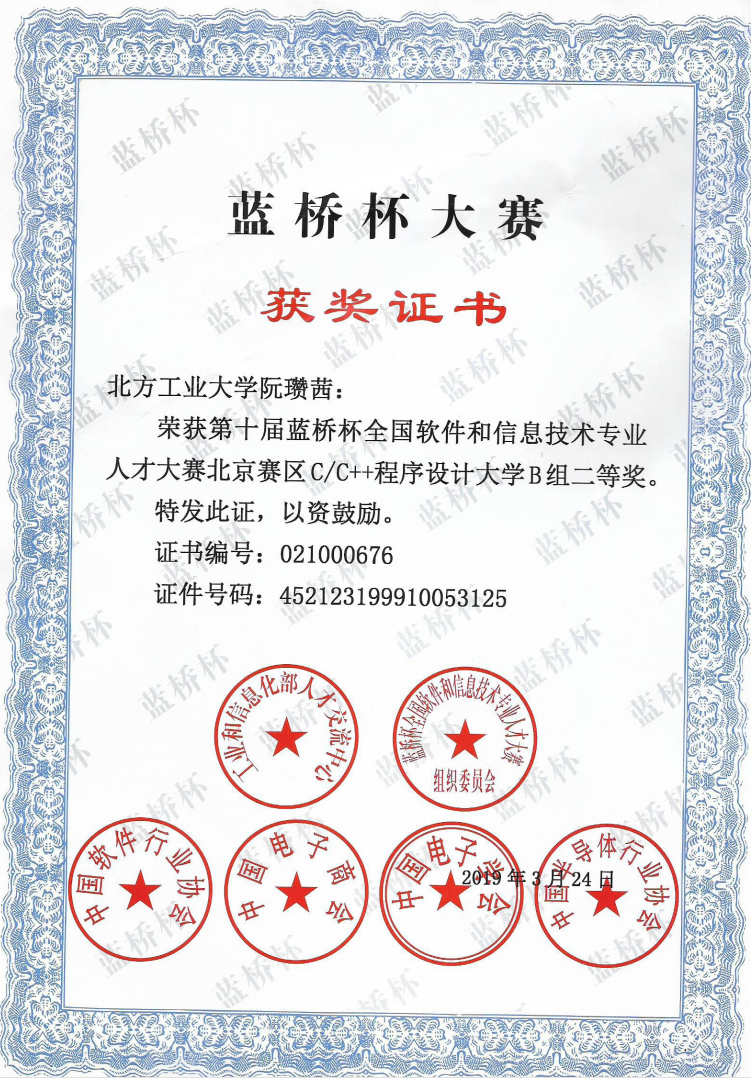 蓝桥杯大赛
获奖证书
北方工业大学阮瓒茜：
荣获第十届蓝桥杯全国软件和信息技术专业
人才大赛北京赛区C/C++程序设计大学B组二等奖。
特发此证，以资鼓励。
证书编号：021000676
证件号码：452123199910053125
工业和信息化部人才交流中心
蓝桥杯全国软件和信息技术专业人才大赛
组织委员会
中国软件行业协会
中国电子商会
中国电子学会
中国半导体行业协会
2019年3月24日
蓝桥杯